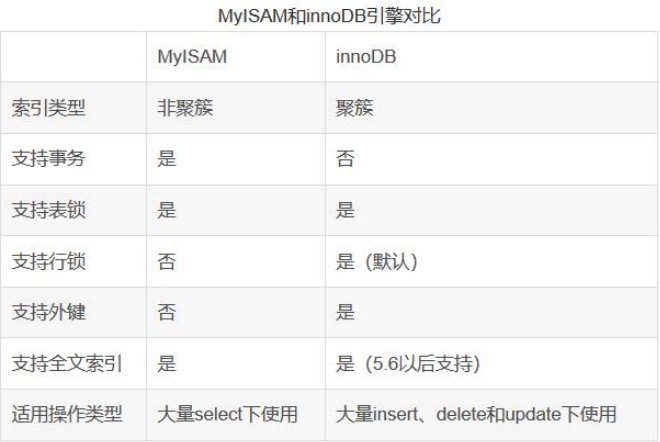 MyISAM和innoDB引擎对比
MyISAM innoDB
索引类型 非聚簇 聚簇
支持事务 是 否
支持表锁 是 是
支持行锁 否 是（默认）
支持外键 否 是
支持全文索引 是 是（5.6以后支持）
适用操作类型 大量select下使用 大量insert、delete和update下使用